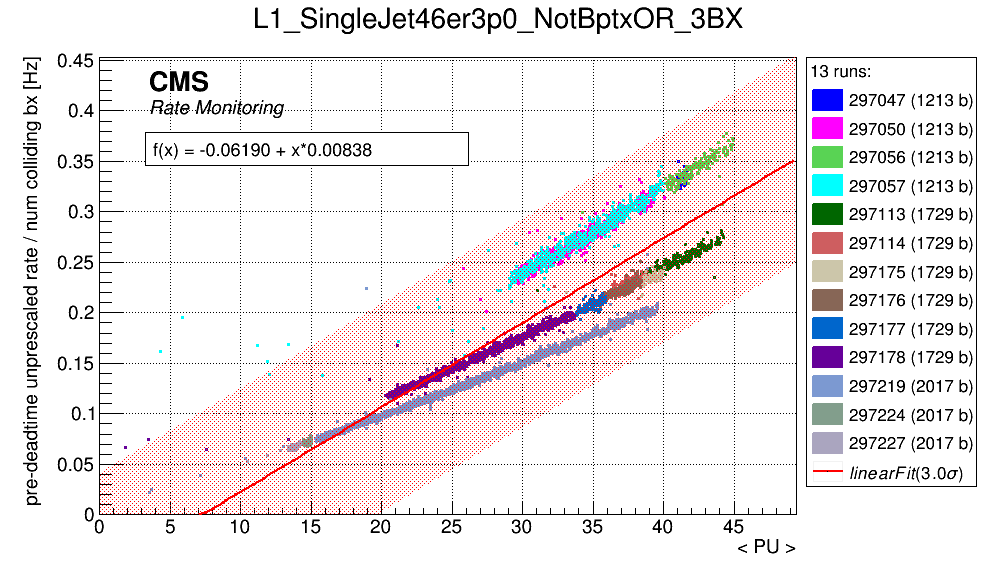 L1_SingleJet46er3p0_NotBptxOR_3BX
pre-deadtime unprescaled rate / num colliding bx [Hz]
0.45
0.4
0.35
0.3
0.25
0.2
0.15
0.1
0.05
0
CMS
Rate Monitoring
f(x) = -0.06190 + x*0.00838
0 5 10 15 20 25 30 35 40 45
< PU >
13 runs:
297047 (1213 b)
297050 (1213 b)
297056 (1213 b)
297057 (1213 b)
297113 (1729 b)
297114 (1729 b)
297175 (1729 b)
297176 (1729 b)
297177 (1729 b)
297178 (1729 b)
297219 (2017 b)
297224 (2017 b)
297227 (2017 b)
linearFit(3.0σ)